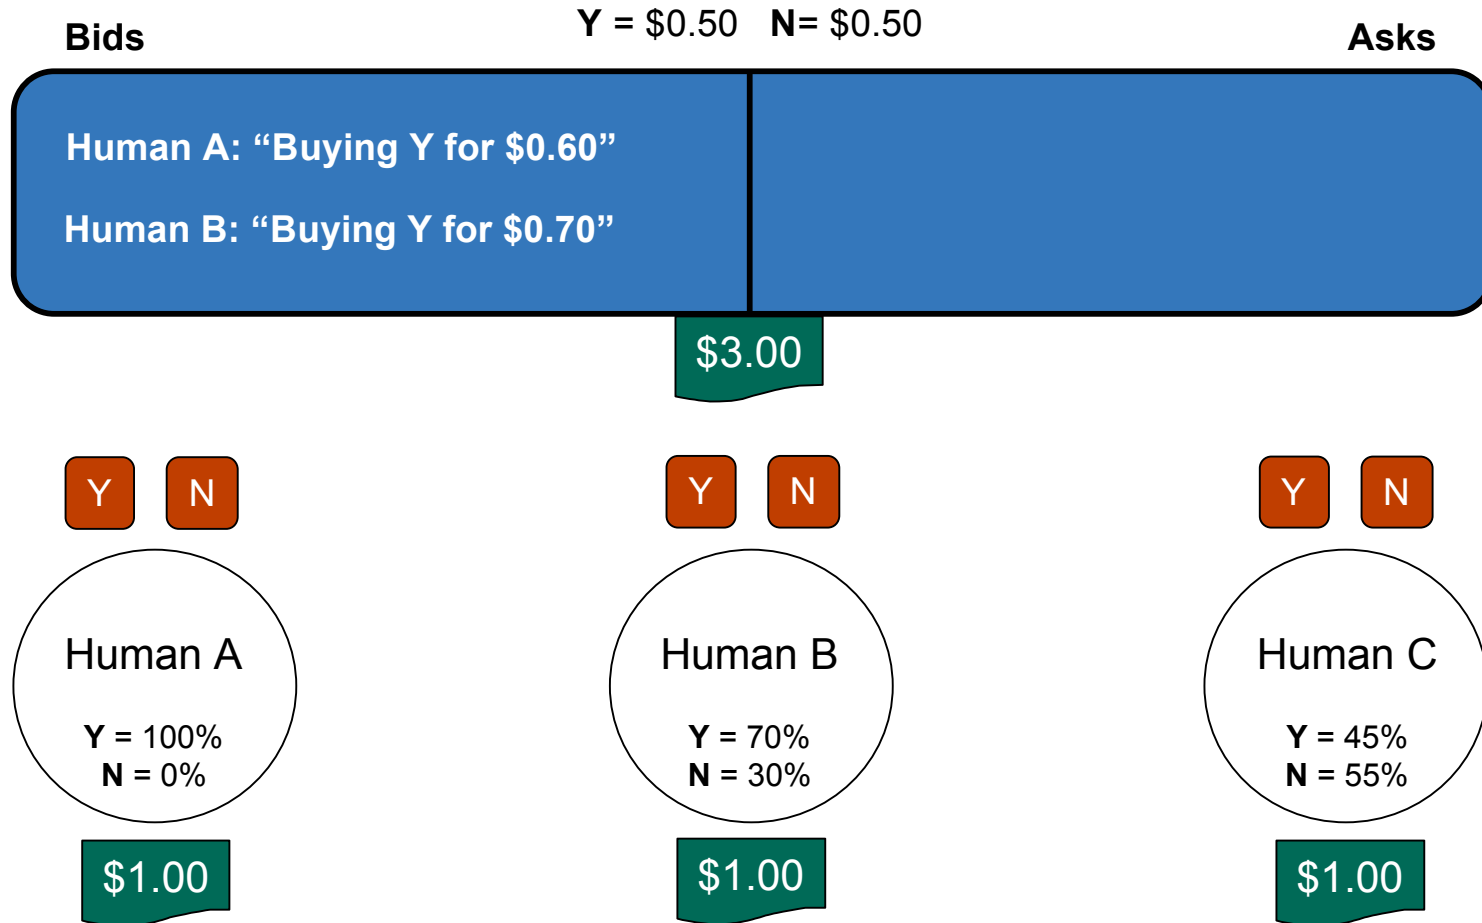 Y = $0.50 N= $0.50
Bids
Asks
Human A: “Buying Y for $0.60”
Human B: “Buying Y for $0.70”
$3.00
Y N
Y N
Y N
Human A
Y = 100%
N = 0%
Human B
Y = 70%
N = 30%
Human C
Y = 45%
N = 55%
$1.00
$1.00
$1.00